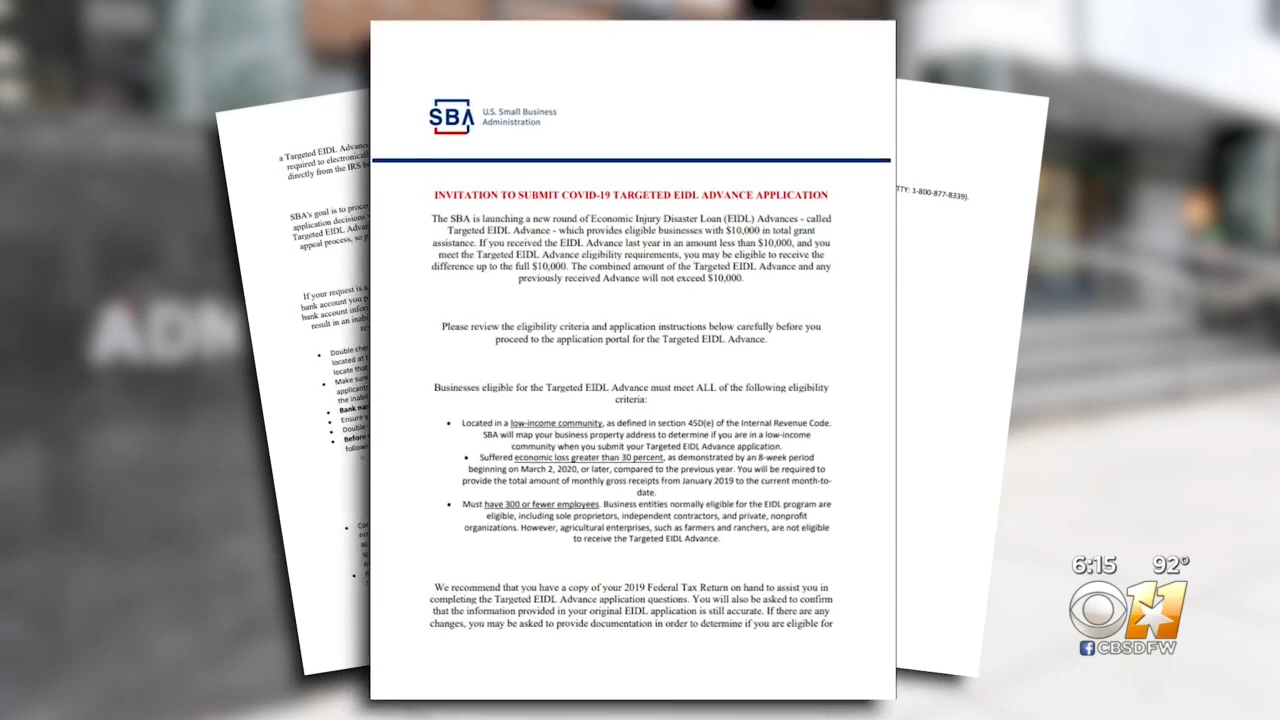 SBA U.S. Small Business
Administration
INVITATION TO SUBMIT COVID-19 TARGETED EIDL ADVANCE APPLICATION
The SBA is launching a new round of Economic Injury Disaster Loan (EIDL) Advances - called
Targeted EIDL Advance - which provides eligible businesses with $10,000 in total grant
assistance. If you received the EIDL Advance last year in an amount less than $10,000, and you
meet the Targeted EIDL Advance eligibility requirements, you may be eligible to receive the
difference up to the full $10,000. The combined amount of the Targeted EIDL Advance and any
previously received Advance will not exceed $10,000.
Please review the eligibility criteria and application instructions below carefully before you
proceed to the application portal for the Targeted EIDL Advance.
Businesses eligible for the Targeted EIDL Advance must meet ALL of the following eligibility
criteria:
• Located in a low-income community, as defined in section 45D(e) of the Internal Revenue Code.
SBA will map your business property address to determine if you are in a low-income
community when you submit your Targeted EIDL Advance application.
• Suffered economic loss greater than 30 percent, as demonstrated by an 8-week period
beginning on March 2, 2020, or later, compared to the previous year. You will be required to
provide the total amount of monthly gross receipts from January 2019 to the current month-to-
date.
• Must have 300 or fewer employees. Business entities normally eligible for the EIDL program are
eligible, including sole proprietors, independent contractors, and private, nonprofit
organizations. However, agricultural enterprises, such as farmers and ranchers, are not eligible
to receive the Targeted EIDL Advance.
We recommend that you have a copy of your 2019 Federal Tax Return on hand to assist you in
completing the Targeted EIDL Advance application questions. You will also be asked to confirm
that the information provided in your original EIDL application is still accurate. If there are any
changes, you may be asked to provide documentation in order to determine if you are eligible for
a Targeted EIDL Advance
required to electronically
directly from the IRS
SBA's goal is to
application decisions
Targeted EIDL
appeal process, so
If your request is a
bank account you
bank account
result in an
• Double
located at
locate that
• Make sure
the
• Bank
• Ensure
• Double
• Before
TTY: 1-800-877-8339).
ADM
6:15 92°
11
CBSDFW